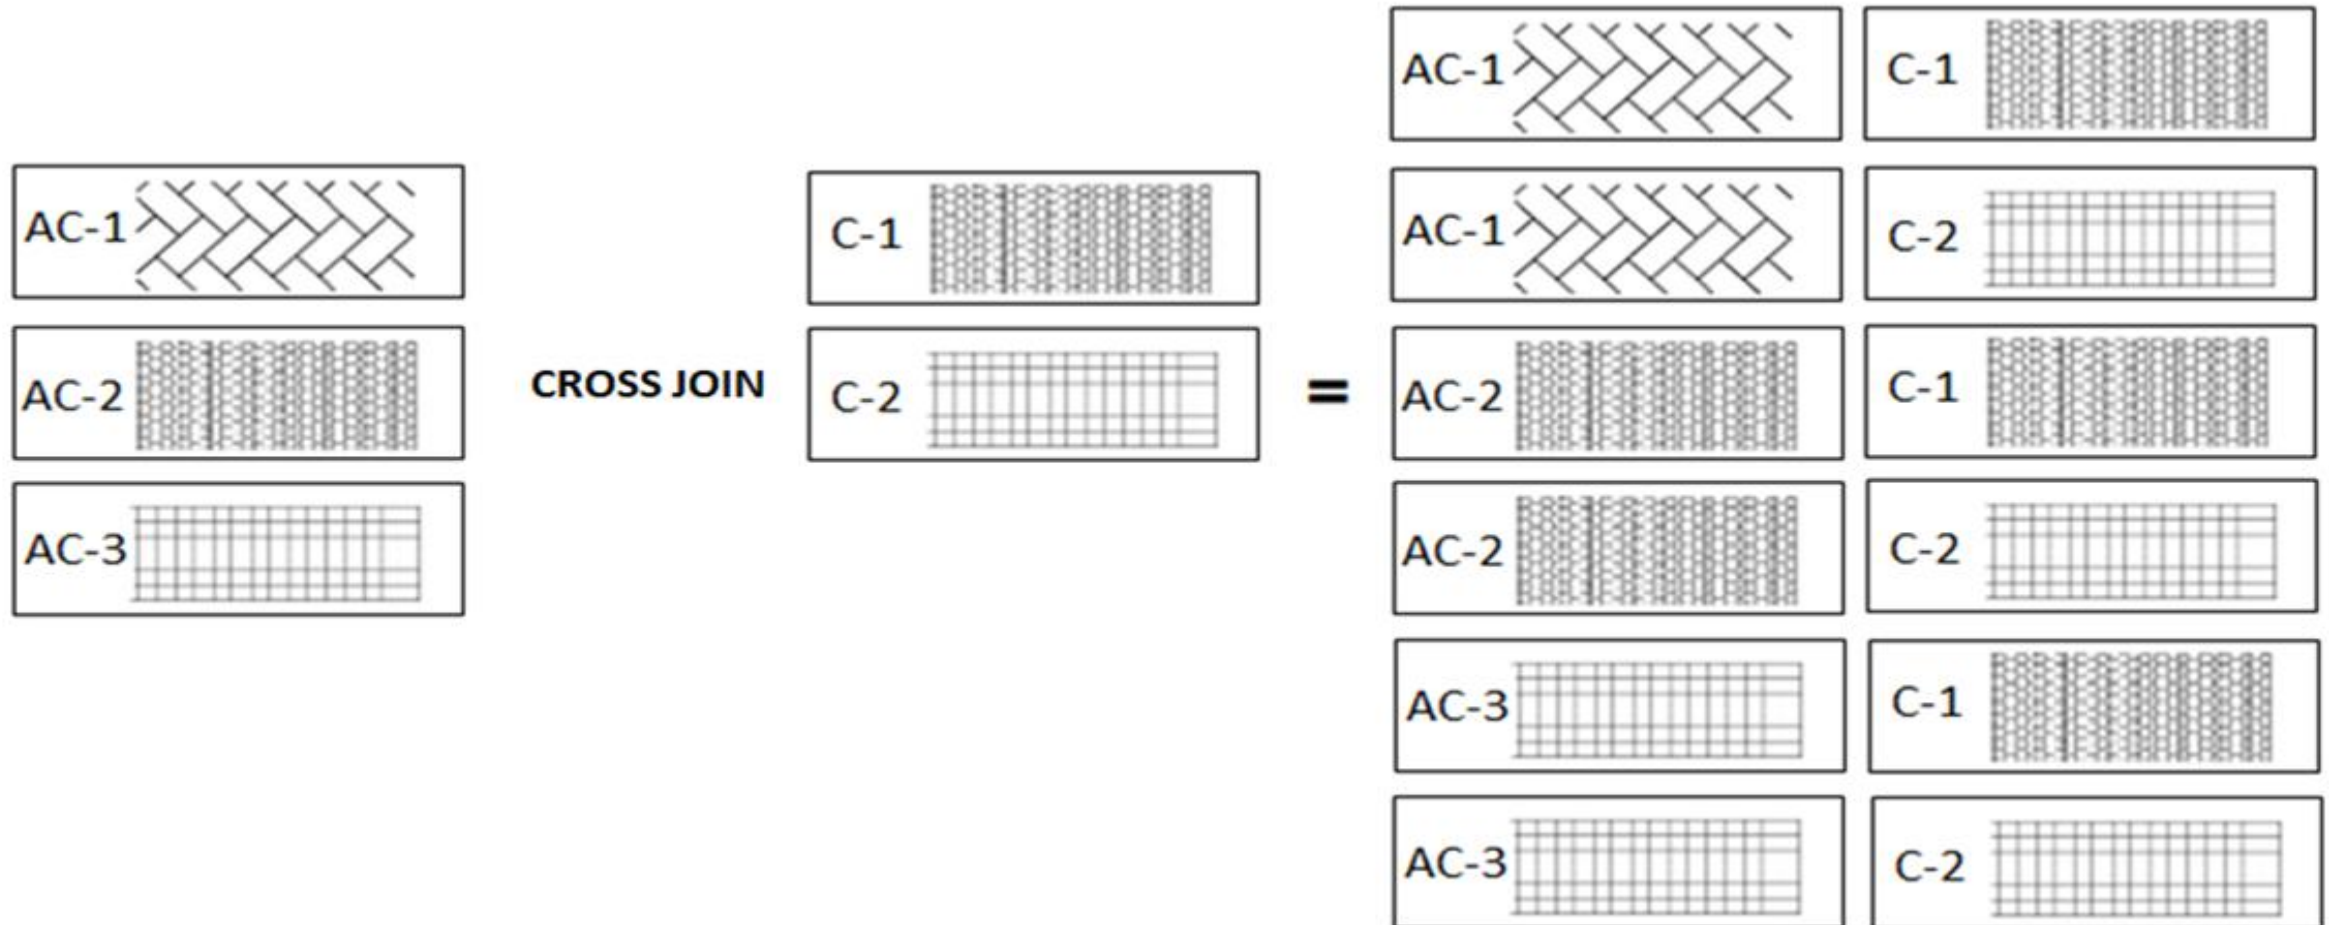 AC-1
AC-2
AC-3
CROSS JOIN
C-1
C-2
=
AC-1 C-1
AC-1 C-2
AC-2 C-1
AC-2 C-2
AC-3 C-1
AC-3 C-2